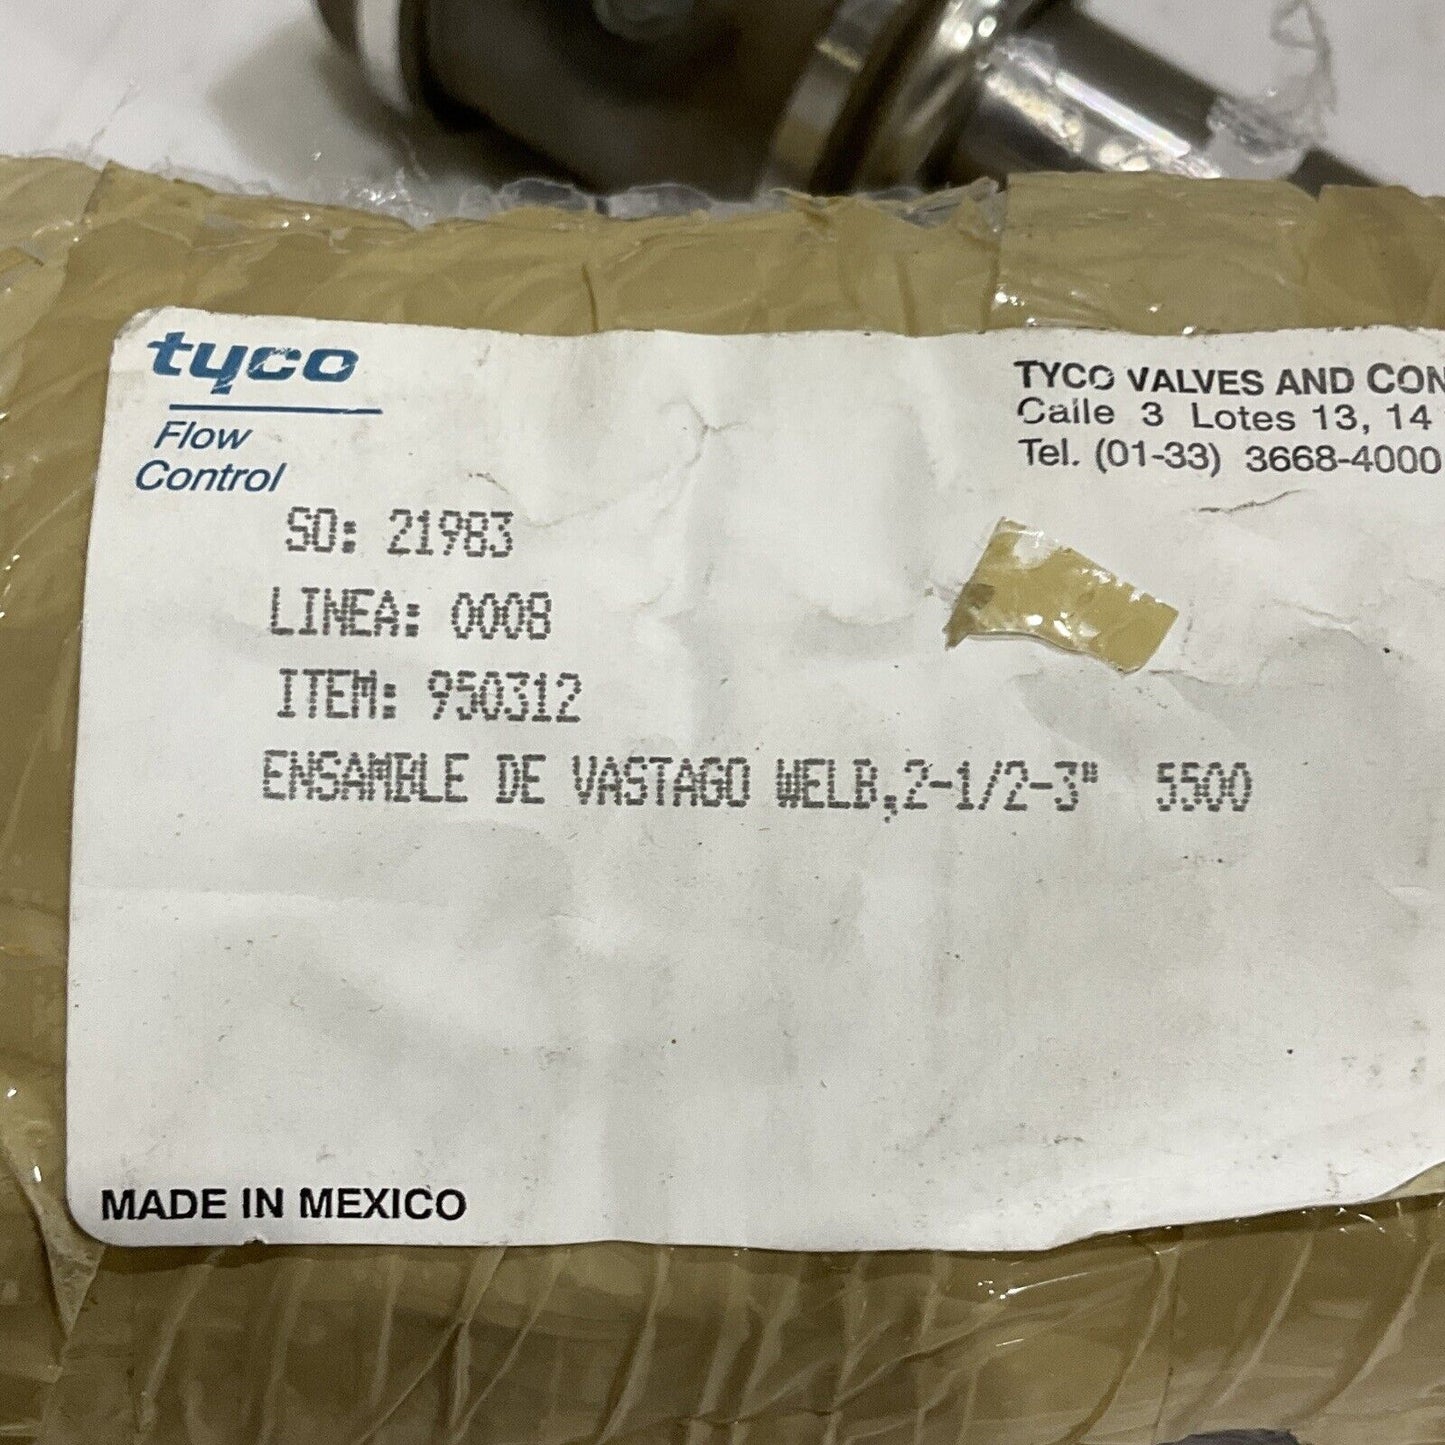 tyco
Flow
Control
TYCO VALVES AND CON
Calle 3 Lotes 13, 14
Tel. (01-33) 3668-4000
SO: 21983
LINEA: 0008
ITEM: 950312
ENSAMBLE DE VASTAGO WELB,2-1/2-3" 5500
MADE IN MEXICO